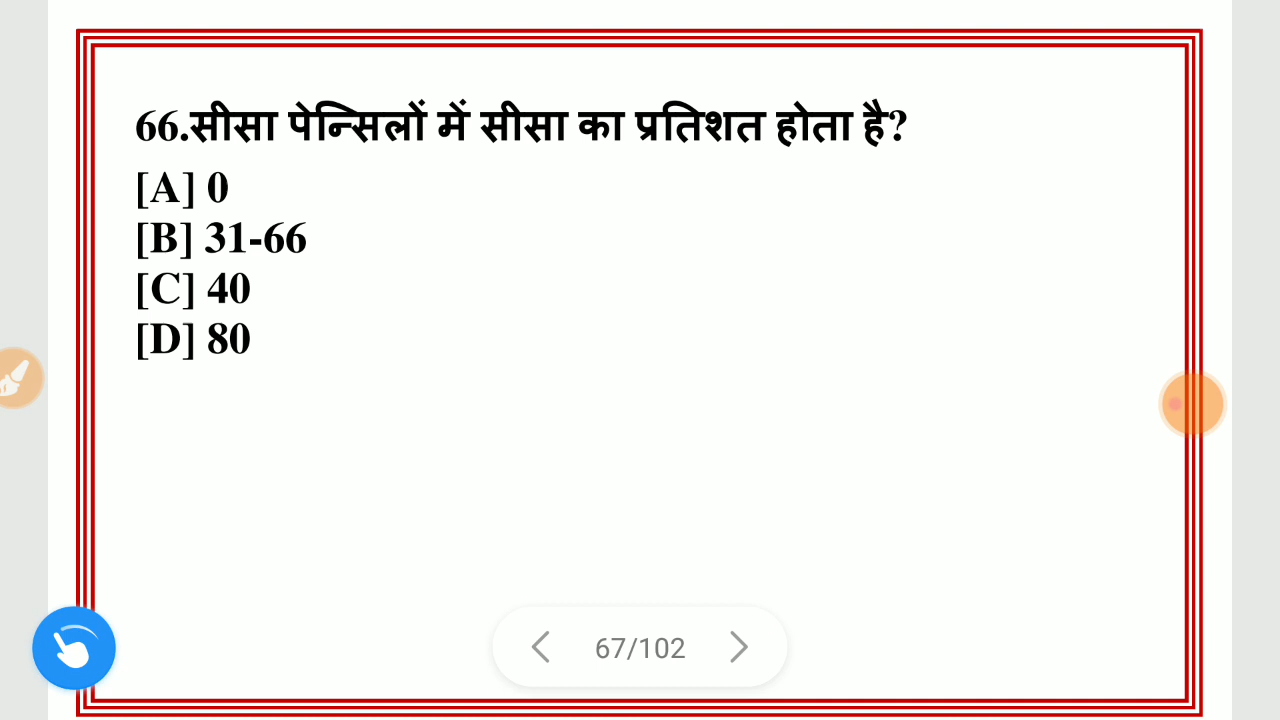 66.सीसा पेन्सिलों में सीसा का प्रतिशत होता है?
[A] 0
[B] 31-66
[C] 40
[D] 80
67/102